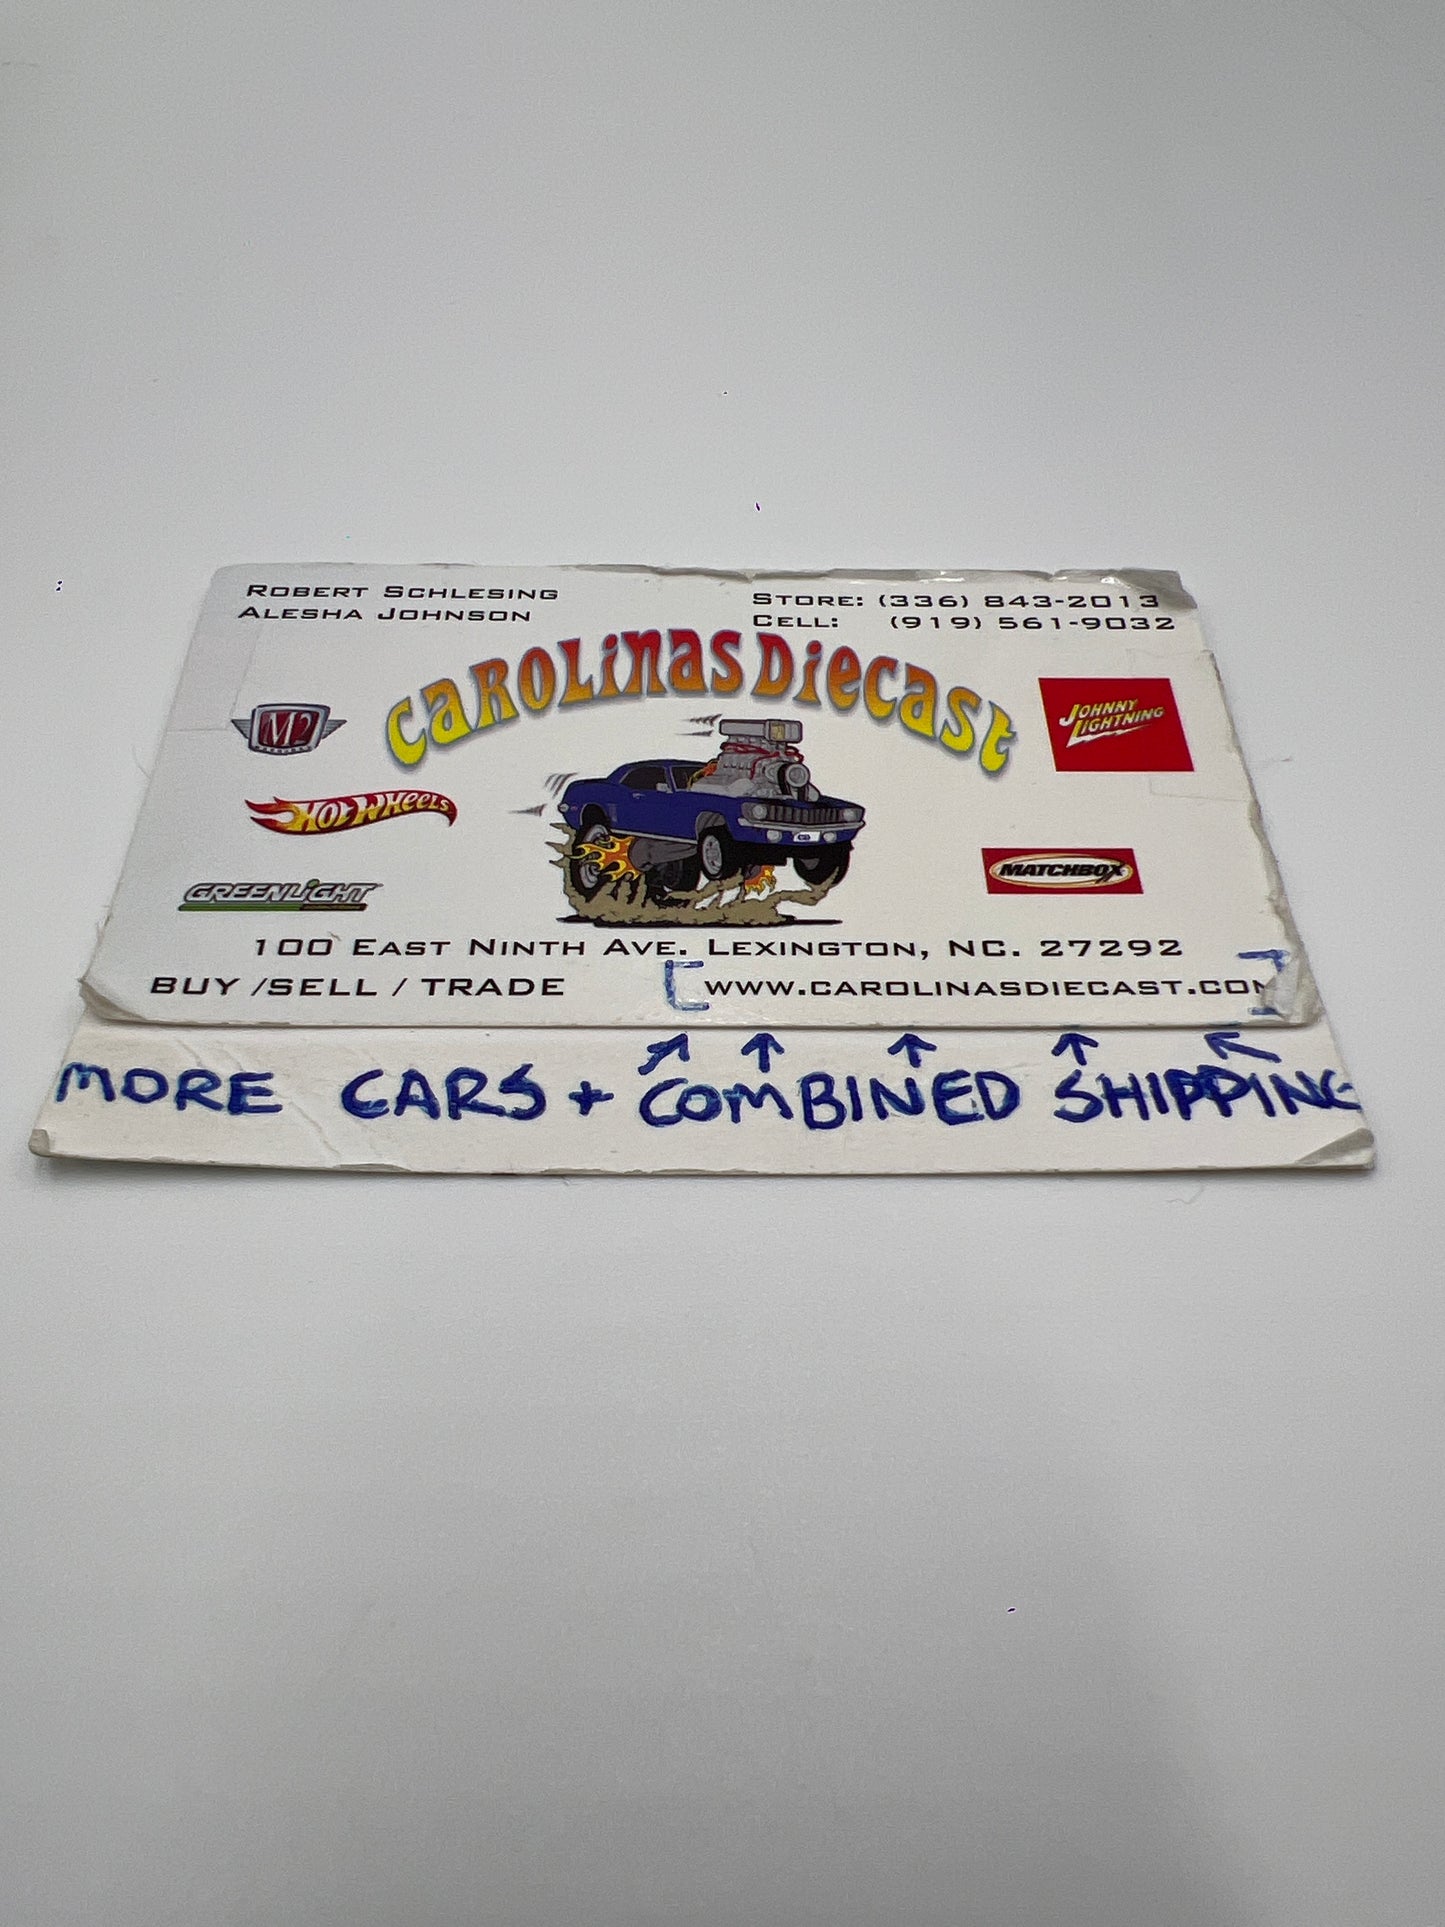 ROBERT SCHLESING
ALESHA JOHNSON
STORE: (336) 843-2013
CELL: (919) 561-9032
CAROLINAS DIECAST
M2
JOHNNY LIGHTNING
HOT WHEELS
GREENLIGHT
MATCHBOX
100 EAST NINTH AVE. LEXINGTON, NC. 27292
BUY /SELL / TRADE [WWW.CAROLINASDIECAST.COM]
MORE CARS + COMBINED SHIPPING